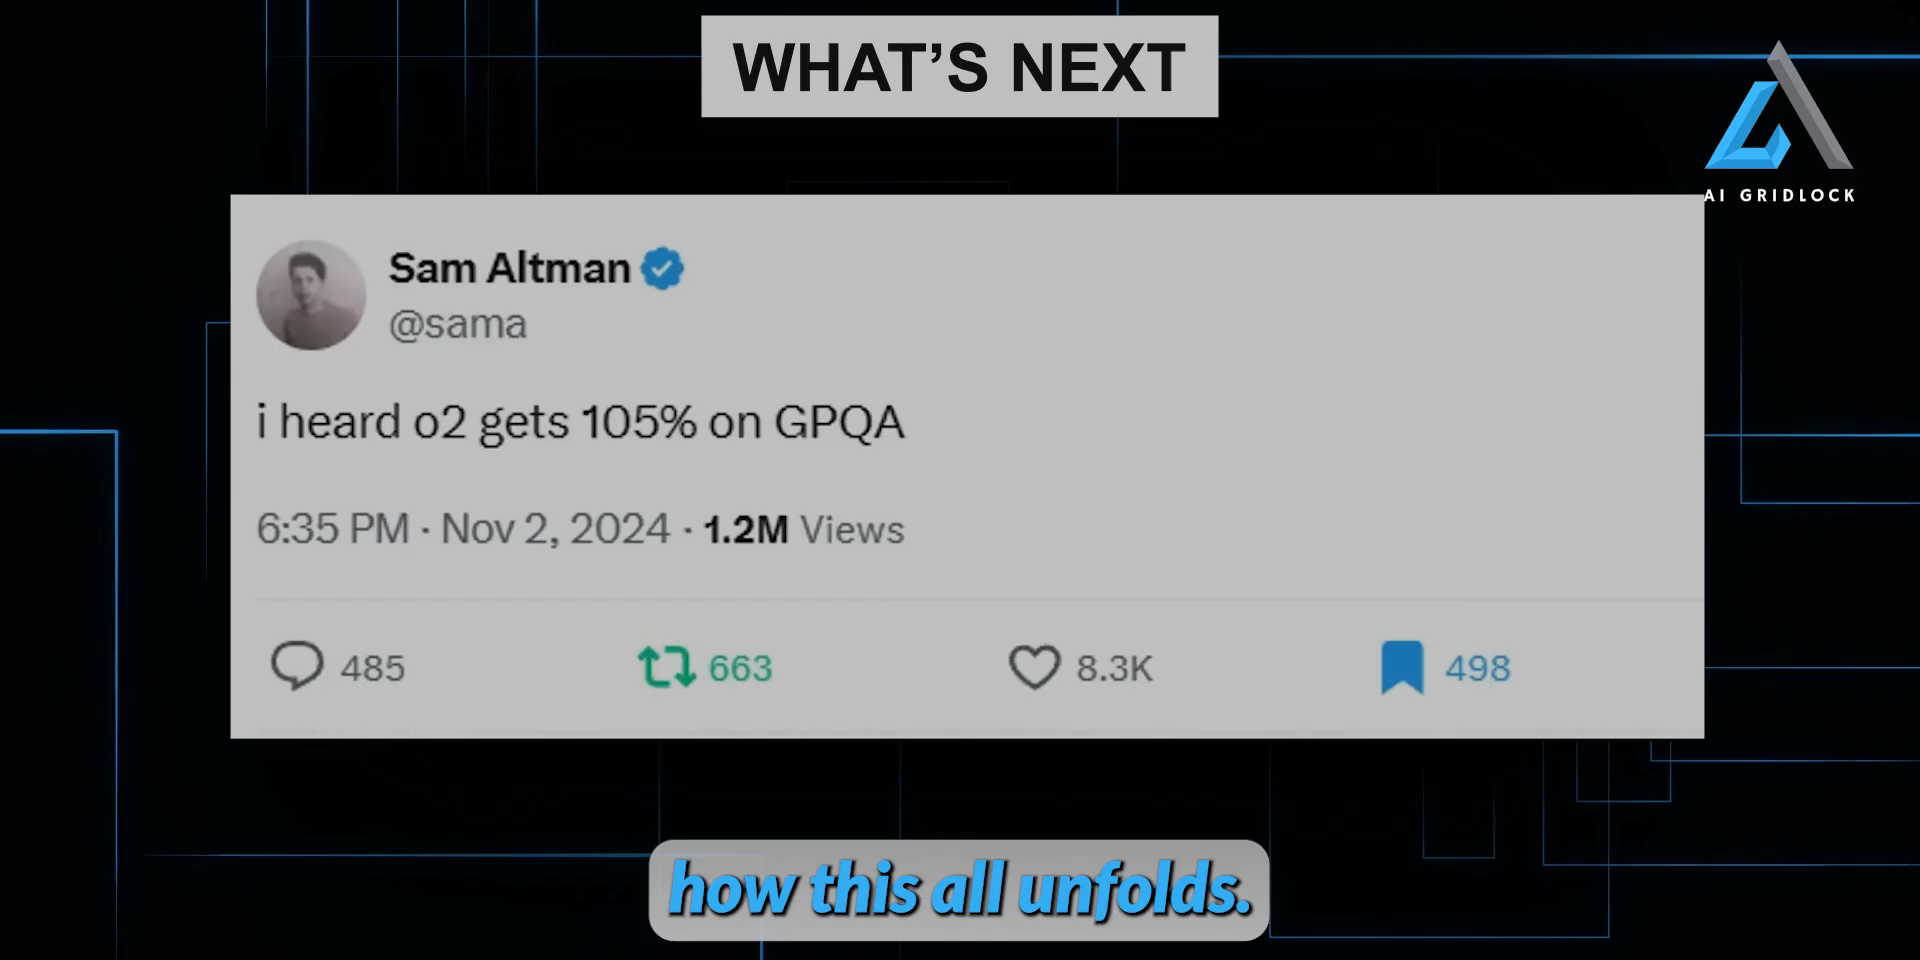 WHAT’S NEXT
AI GRIDLOCK
Sam Altman
@sama
i heard o2 gets 105% on GPQA
6:35 PM · Nov 2, 2024 · 1.2M Views
485 663 8.3K 498
how this all unfolds.